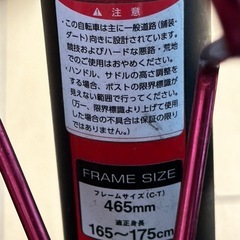 ⚠ 注 意
・この自転車は主に一般道路(舗装・
ダート)向きに設計されています。
競技およびハードな悪路・荒地
でのご使用はおやめください。
・ハンドル、サドルの高さ調整を
する場合、ポストの限界標識が
見えない範囲で行ってください。
(万一、限界標識より上げて使用
した場合の不具合は保証の限り
ではありません。)
FRAME SIZE
フレームサイズ(C-T)
465mm
適正身長
165〜175cm